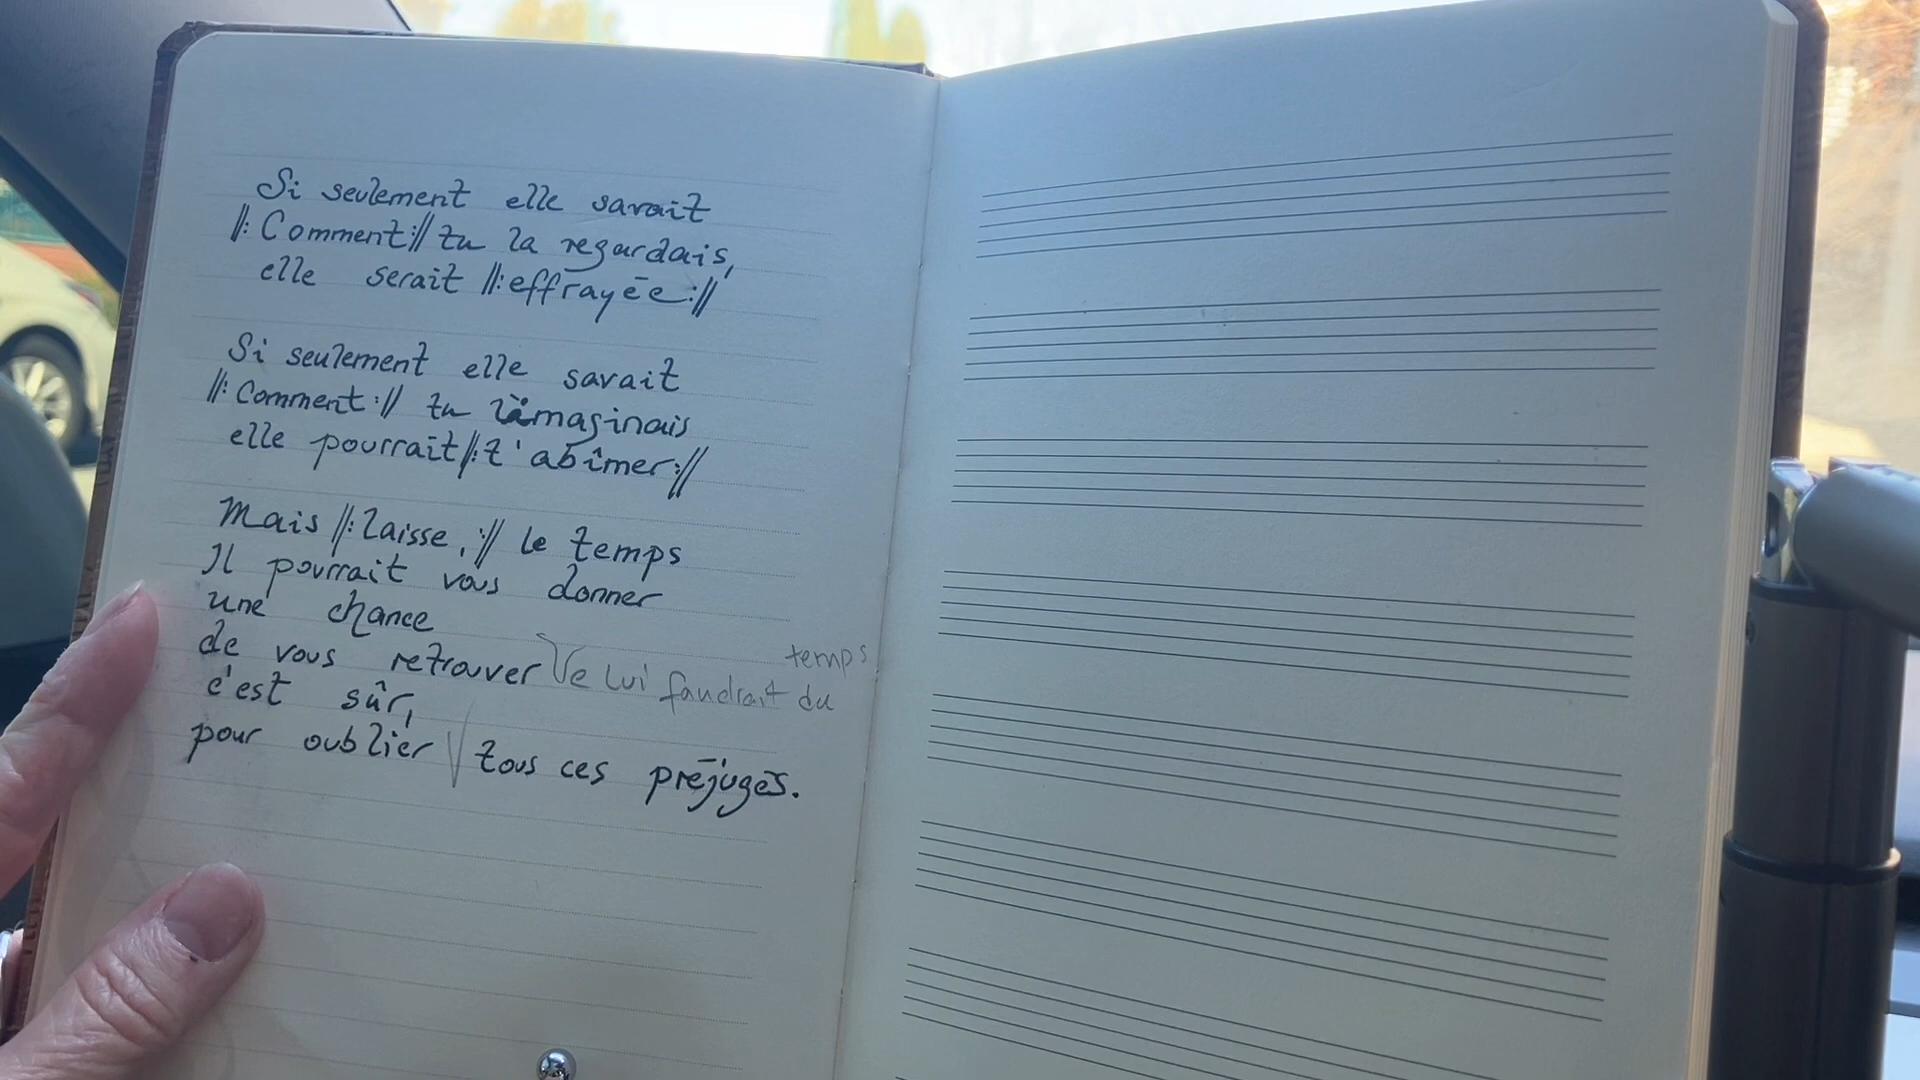 Si seulement elle savait
||: Comment :|| tu la regardais,
elle serait ||: effrayée :||
Si seulement elle savait
||: Comment :|| tu l'imaginais
elle pourrait ||: t'abîmer :||
Mais ||: laisse, :|| le temps
Il pourrait vous donner
une chance
de vous retrouver
temps
lui faudrait du
c'est sûr,
pour oublier tous ces préjugés.